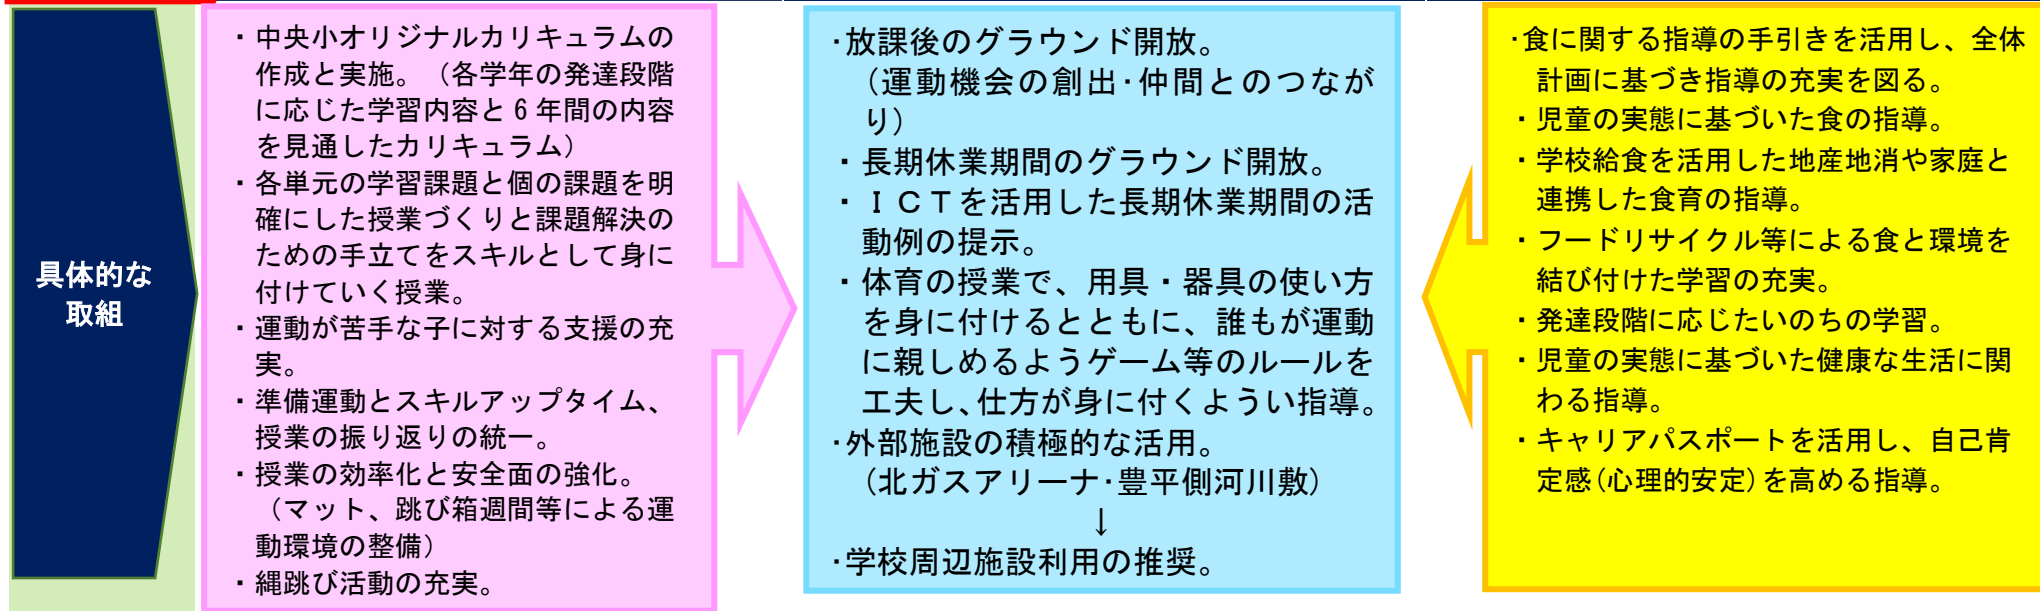 具体的な
取組
・中央小オリジナルカリキュラムの
作成と実施。（各学年の発達段階
に応じた学習内容と6年間の内容
を見通したカリキュラム）
・各単元の学習課題と個の課題を明
確にした授業づくりと課題解決の
ための手立てをスキルとして身に
付けていく授業。
・運動が苦手な子に対する支援の充
実。
・準備運動とスキルアップタイム、
授業の振り返りの統一。
・授業の効率化と安全面の強化。
（マット、跳び箱週間等による運
動環境の整備）
・縄跳び活動の充実。
･放課後のグラウンド開放。
（運動機会の創出･仲間とのつなが
り）
・長期休業期間のグラウンド開放。
・ＩＣＴを活用した長期休業期間の活
動例の提示。
・体育の授業で、用具・器具の使い方
を身に付けるとともに、誰もが運動
に親しめるようゲーム等のルールを
工夫し、仕方が身に付くようい指導。
･外部施設の積極的な活用。
（北ガスアリーナ･豊平側河川敷）
↓
･学校周辺施設利用の推奨。
･食に関する指導の手引きを活用し、全体
計画に基づき指導の充実を図る。
・児童の実態に基づいた食の指導。
・学校給食を活用した地産地消や家庭と
連携した食育の指導。
・フードリサイクル等による食と環境を
結び付けた学習の充実。
・発達段階に応じたいのちの学習。
・児童の実態に基づいた健康な生活に関
わる指導。
・キャリアパスポートを活用し、自己肯
定感(心理的安定)を高める指導。